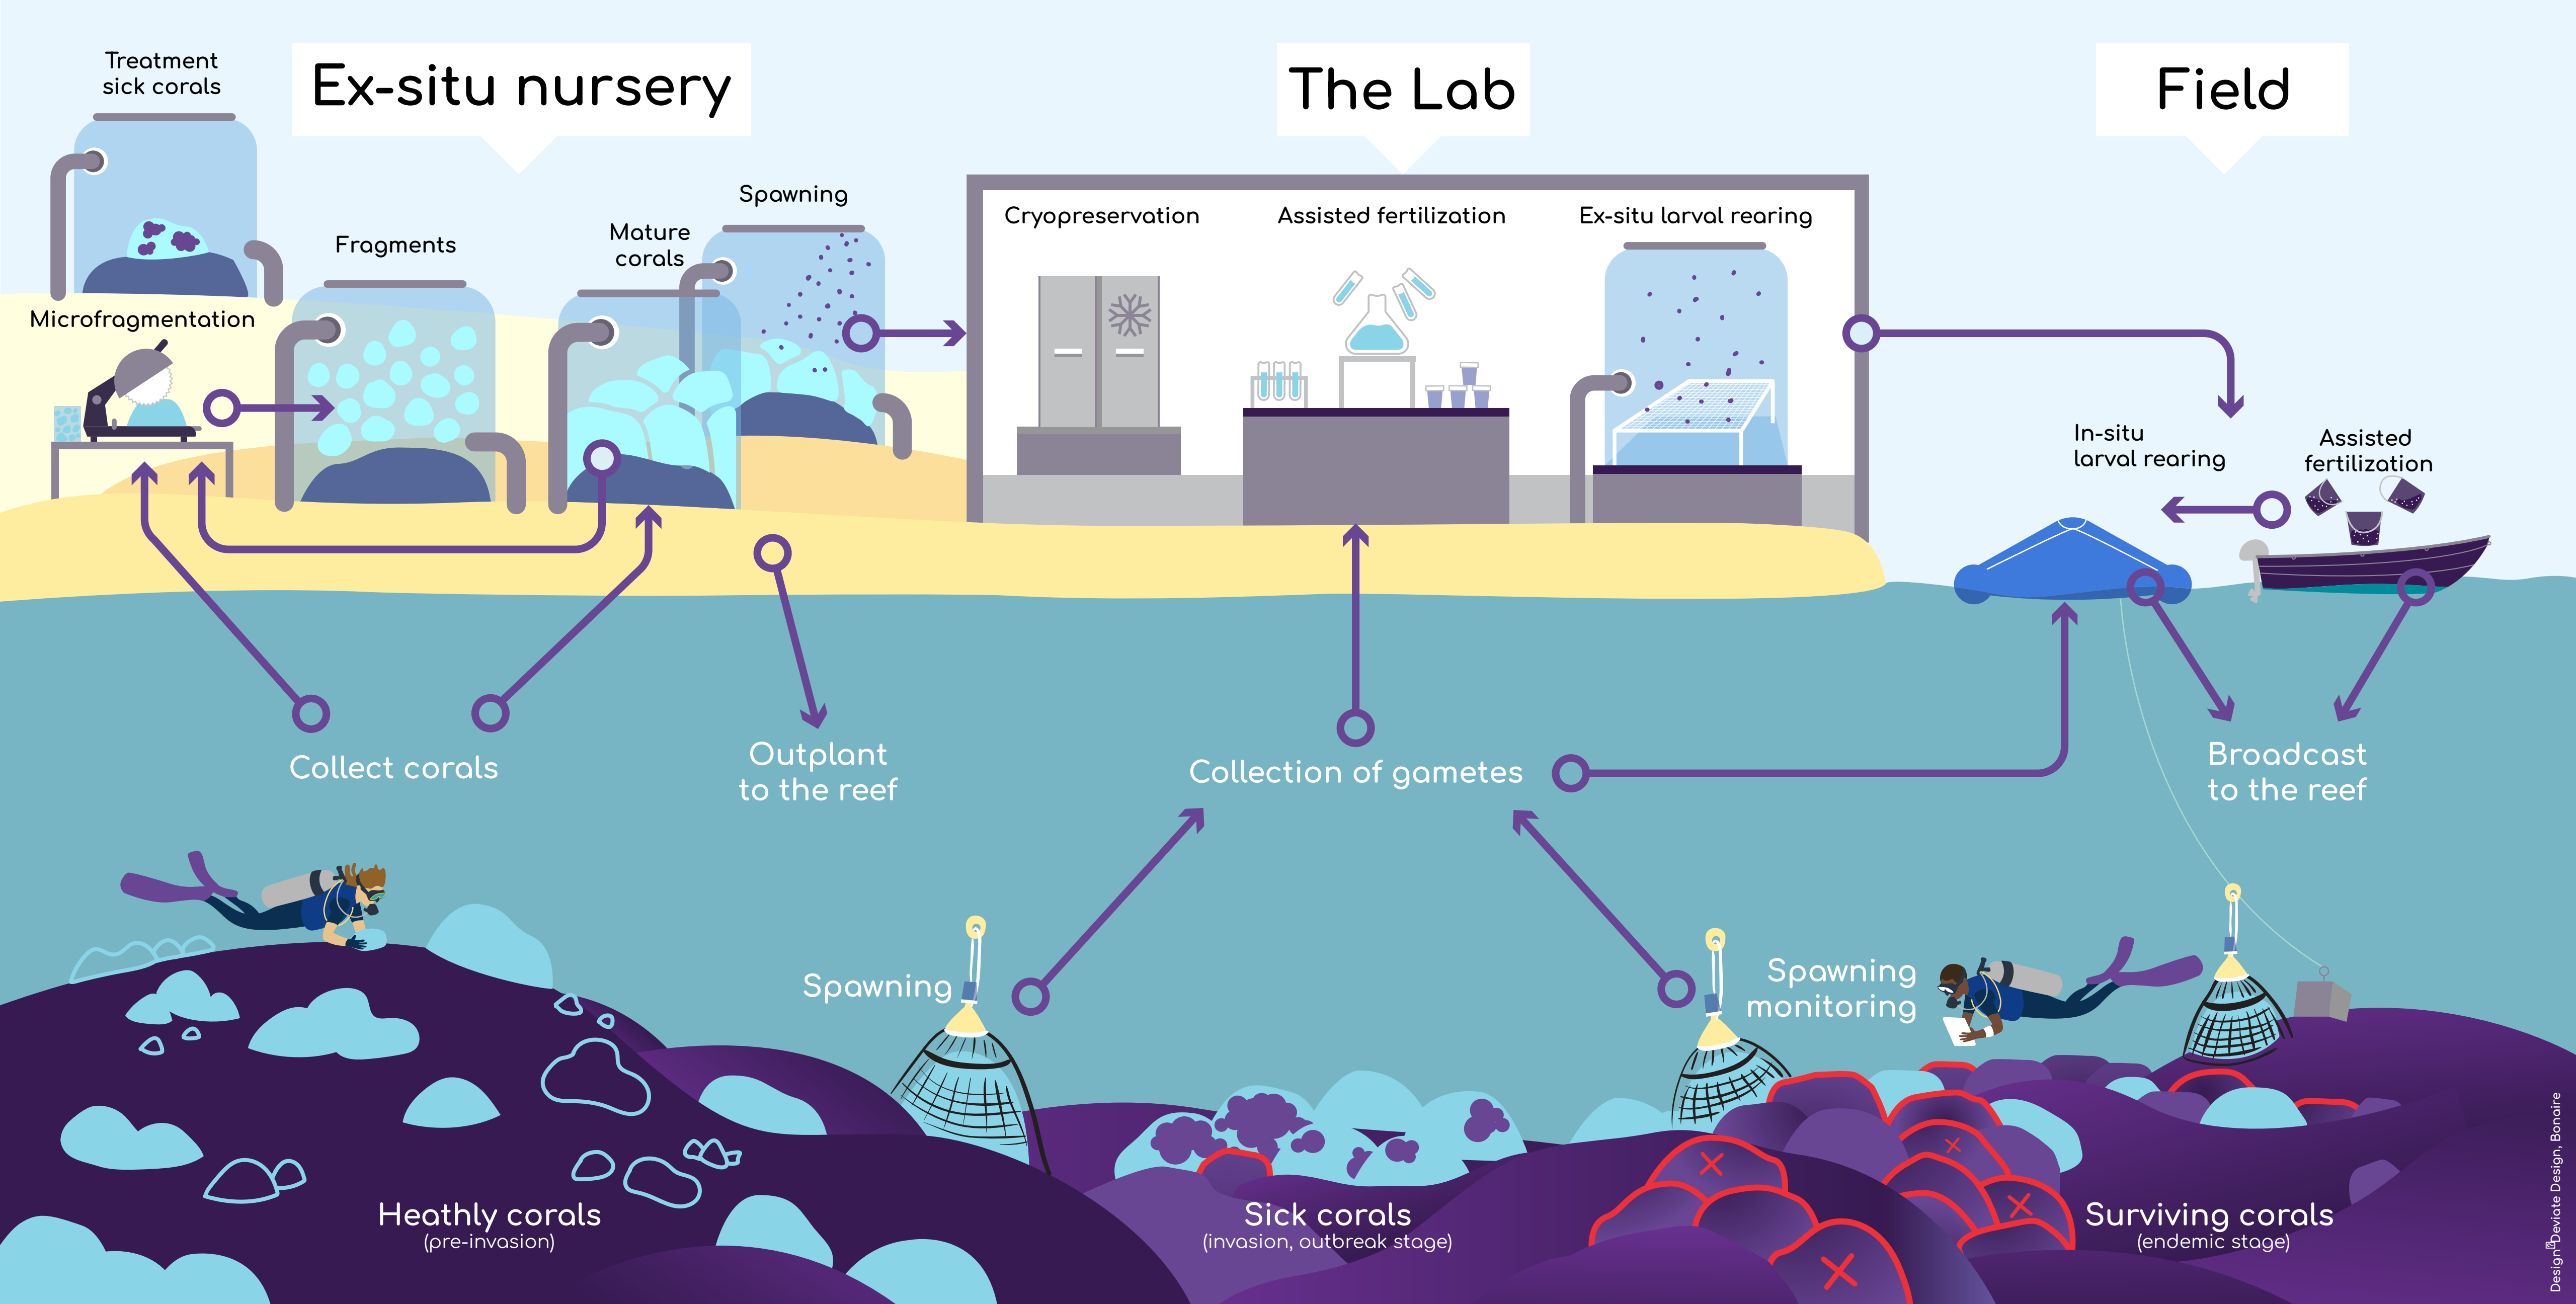 Treatment
sick corals
Ex-situ nursery
The Lab
Field
Spawning
Mature
corals
Fragments
Microfragmentation
Cryopreservation
Assisted fertilization
Ex-situ larval rearing
In-situ
larval rearing
Assisted
fertilization
Collect corals
Outplant
to the reef
Collection of gametes
Broadcast
to the reef
Spawning
Spawning
monitoring
Heathly corals
(pre-invasion)
Sick corals
(invasion, outbreak stage)
Surviving corals
(endemic stage)
Design Deviate Design, Bonaire